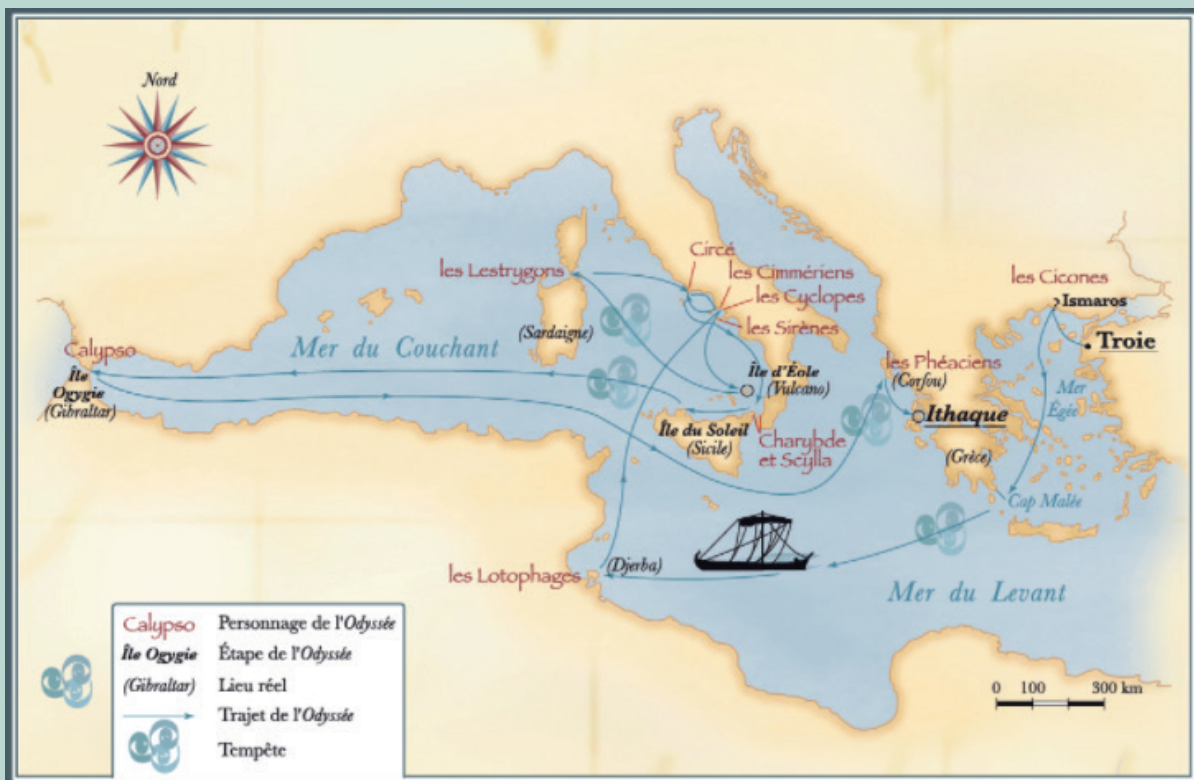 Nord
Circé
les Lestrygons
les Cimmériens
les Cicones
les Cyclopes
Ismaros
les Sirènes
(Sardaigne)
Troie
Mer du Couchant
Calypso
les Phéaciens
Île
Ogygie
(Gibraltar)
Île d'Éole
(Vulcano)
(Corfou)
Mer
Égée
Ithaque
Île du Soleil
(Sicile)
Charybde
et Scylla
(Grèce)
Cap Malée
les Lotophages
(Djerba)
Mer du Levant
Calypso Personnage de l'Odyssée
Île Ogygie Étape de l'Odyssée
(Gibraltar) Lieu réel
Trajet de l'Odyssée
Tempête
0 100 300 km